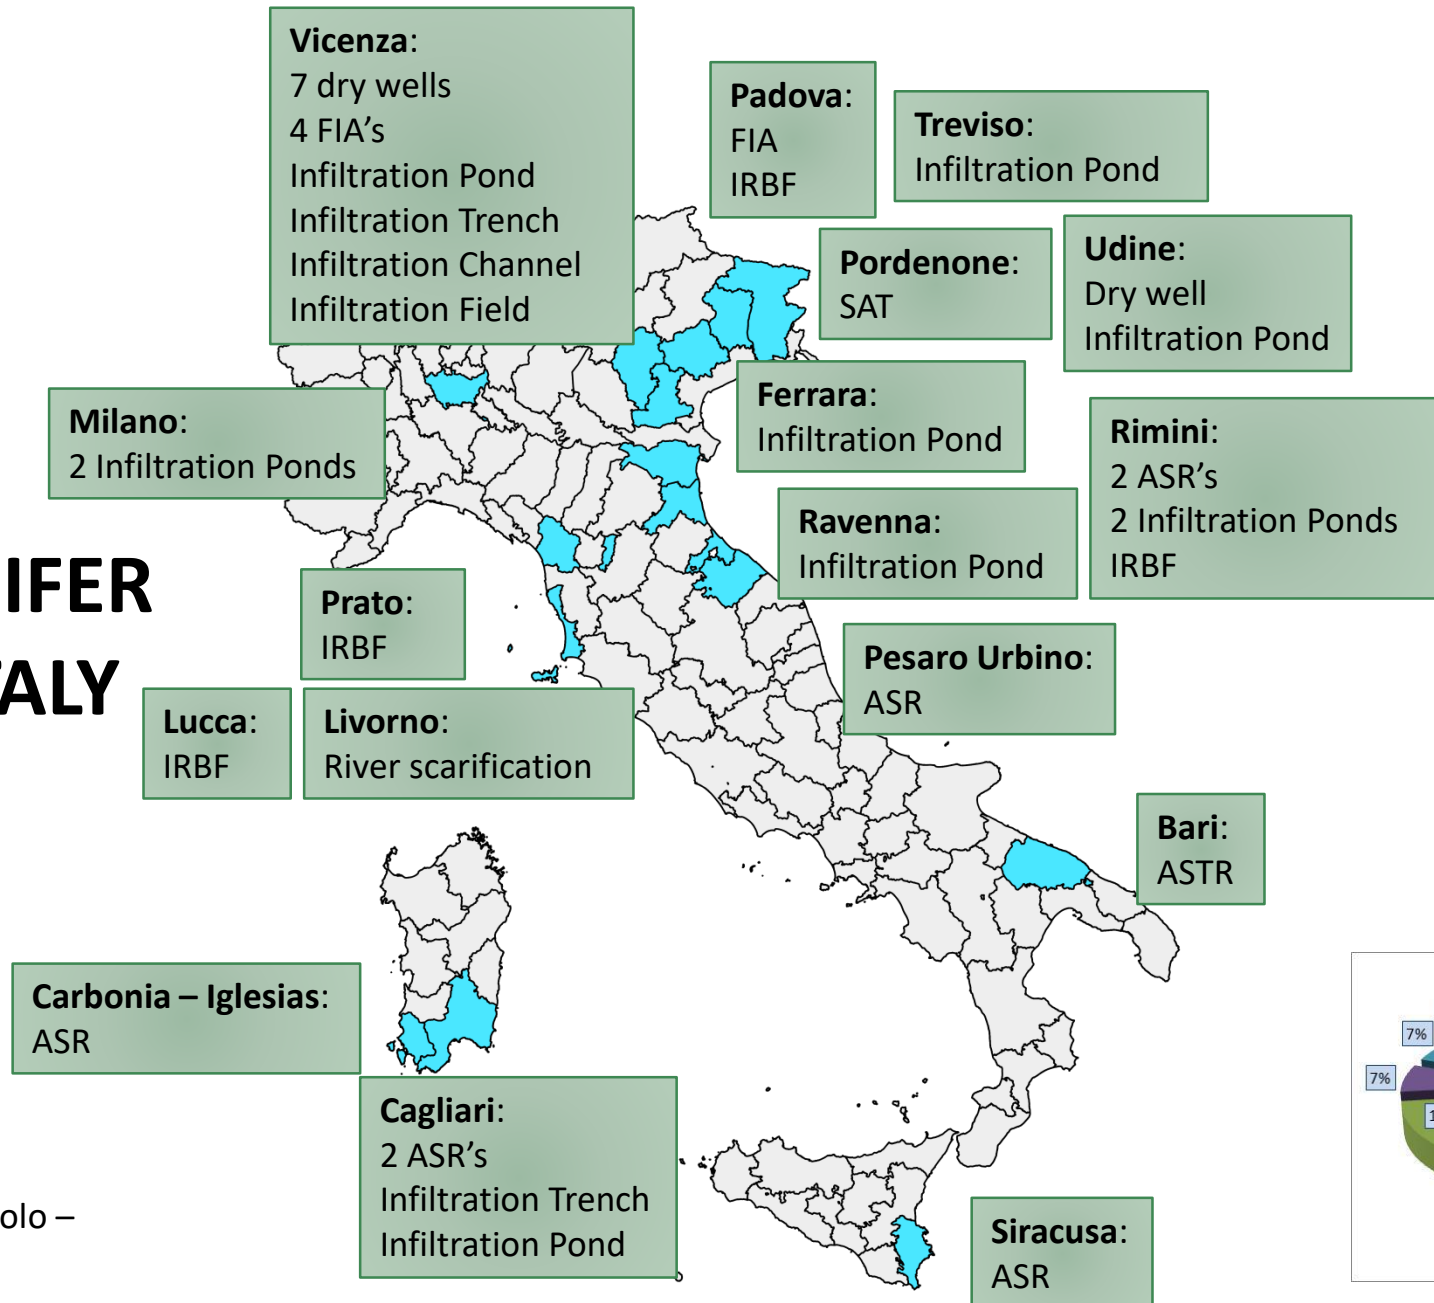 Vicenza:
7 dry wells
4 FIA’s
Infiltration Pond
Infiltration Trench
Infiltration Channel
Infiltration Field
Padova:
FIA
IRBF
Treviso:
Infiltration Pond
Pordenone:
SAT
Udine:
Dry well
Infiltration Pond
Milano:
2 Infiltration Ponds
Ferrara:
Infiltration Pond
Rimini:
2 ASR’s
2 Infiltration Ponds
IRBF
Ravenna:
Infiltration Pond
IFER
TALY
Prato:
IRBF
Pesaro Urbino:
ASR
Lucca:
IRBF
Livorno:
River scarification
Bari:
ASTR
Carbonia – Iglesias:
ASR
Cagliari:
2 ASR’s
Infiltration Trench
Infiltration Pond
Siracusa:
ASR
olo –
7%
7%